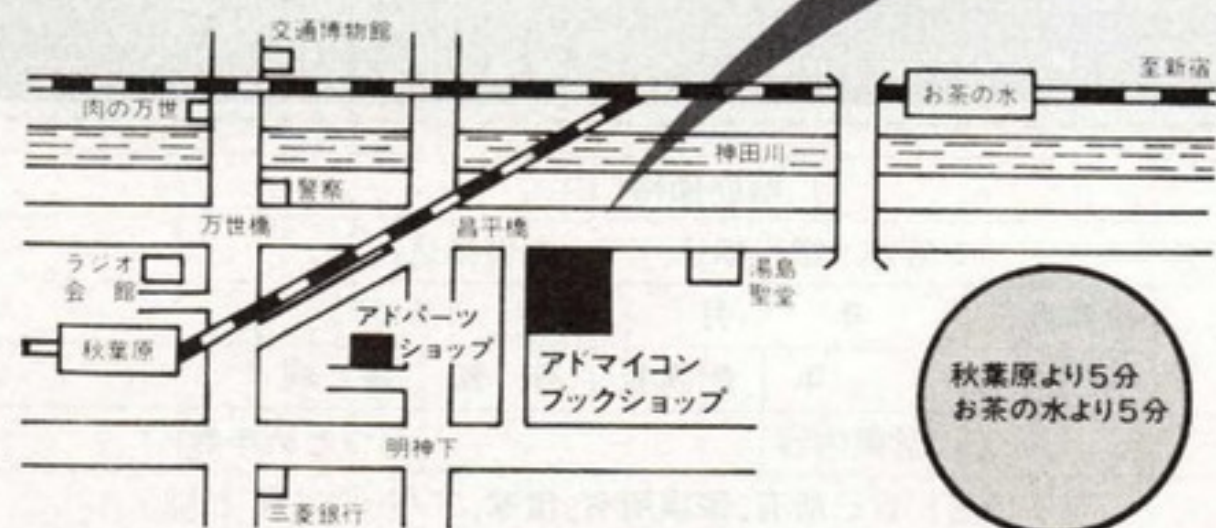 交通博物館
至新宿
お茶の水
肉の万世
神田川
警察
万世橋
昌平橋
ラジオ
会館
湯島
聖堂
アドパーツ
ショップ
秋葉原
アドマイコン
ブックショップ
秋葉原より5分
お茶の水より5分
明神下
三菱銀行